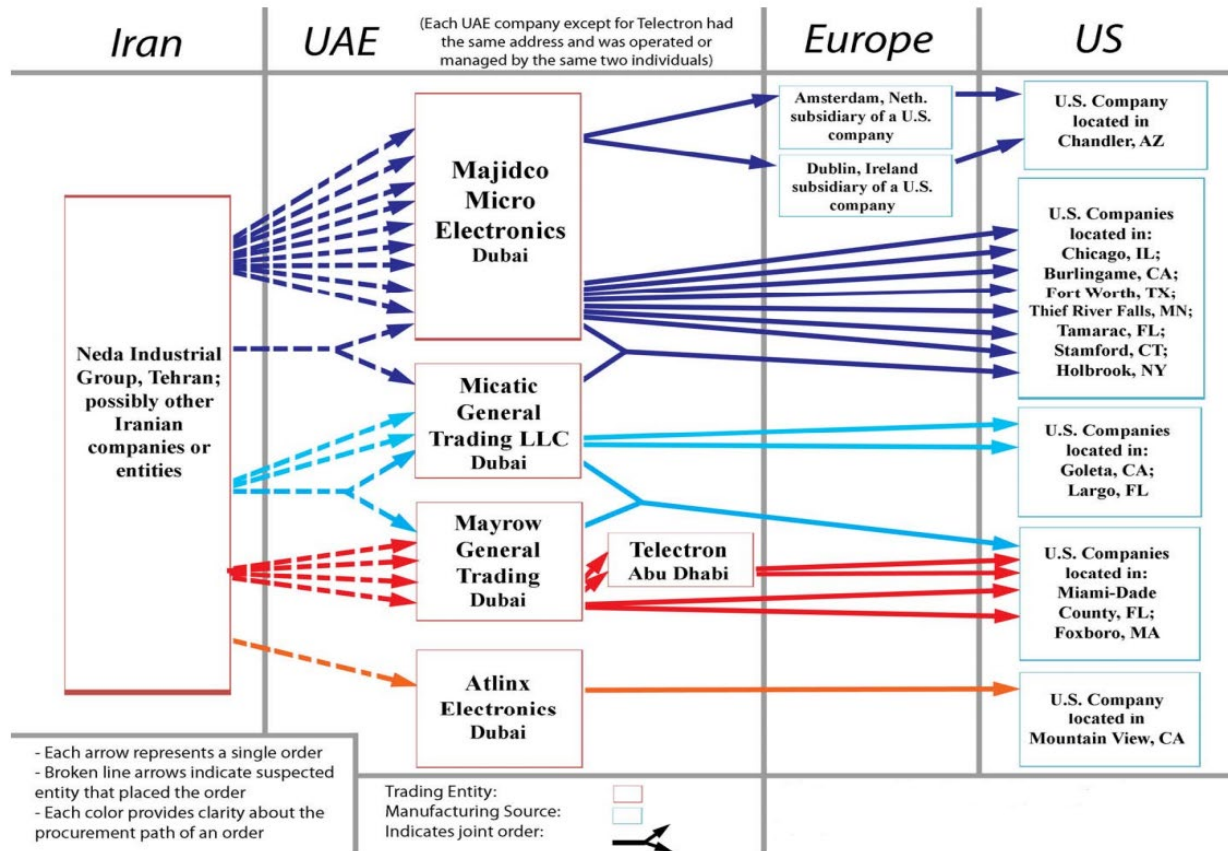 Iran
UAE
(Each UAE company except for Telectron had
the same address and was operated or
managed by the same two individuals)
Europe
US
Neda Industrial
Group, Tehran;
possibly other
Iranian
companies or
entities
Majidco
Micro
Electronics
Dubai
Micatic
General
Trading LLC
Dubai
Mayrow
General
Trading
Dubai
Telectron
Abu Dhabi
Atlinx
Electronics
Dubai
Amsterdam, Neth.
subsidiary of a U.S.
company
Dublin, Ireland
subsidiary of a U.S.
company
U.S. Company
located in
Chandler, AZ
U.S. Companies
located in:
Chicago, IL;
Burlingame, CA;
Fort Worth, TX;
Thief River Falls, MN;
Tamarac, FL;
Stamford, CT;
Holbrook, NY
U.S. Companies
located in:
Goleta, CA;
Largo, FL
U.S. Companies
located in:
Miami-Dade
County, FL;
Foxboro, MA
U.S. Company
located in
Mountain View, CA
- Each arrow represents a single order
- Broken line arrows indicate suspected
entity that placed the order
- Each color provides clarity about the
procurement path of an order
Trading Entity:
Manufacturing Source:
Indicates joint order: